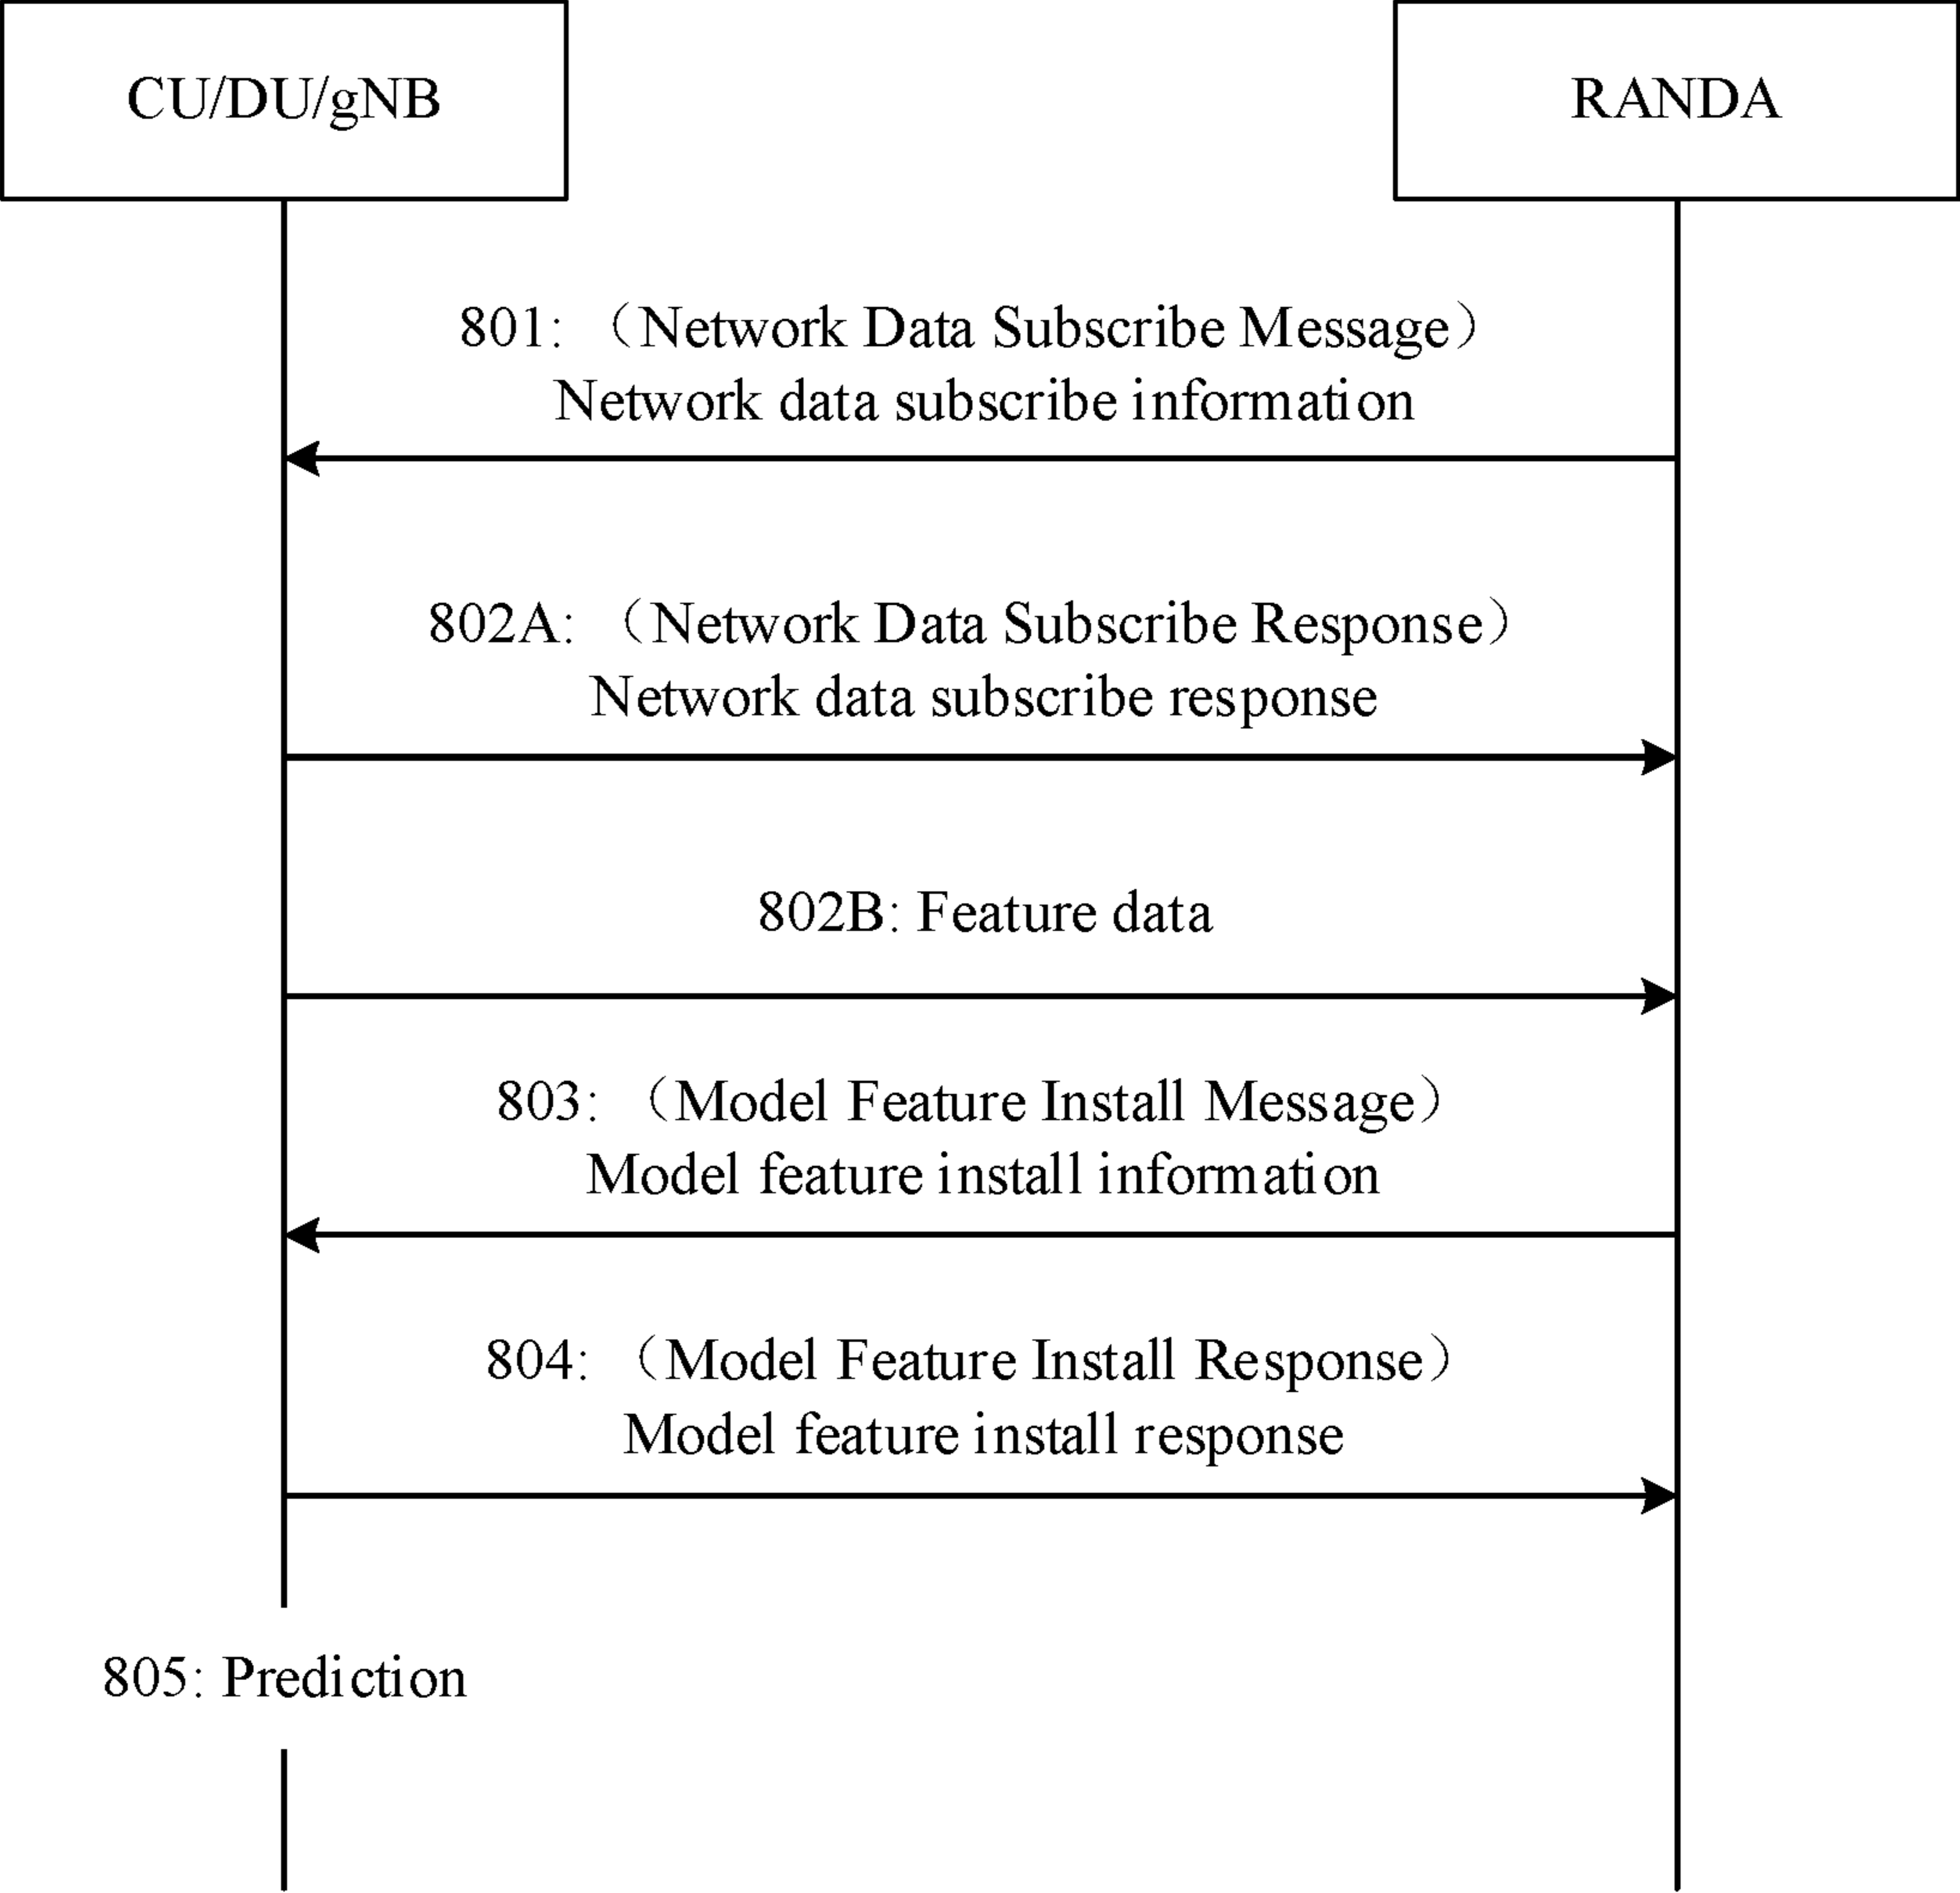 CU/DU/gNB
RANDA
801: （Network Data Subscribe Message）
Network data subscribe information
802A: （Network Data Subscribe Response）
Network data subscribe response
802B: Feature data
803: （Model Feature Install Message）
Model feature install information
804: （Model Feature Install Response）
Model feature install response
805: Prediction